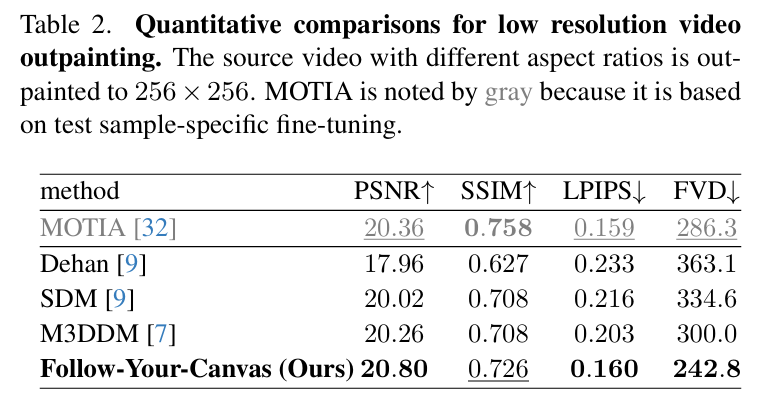 Table 2. Quantitative comparisons for low resolution video
outpainting. The source video with different aspect ratios is out-
painted to 256 × 256. MOTIA is noted by gray because it is based
on test sample-specific fine-tuning.
method PSNR↑ SSIM↑ LPIPS↓ FVD↓
MOTIA [32] 20.36 0.758 0.159 286.3
Dehan [9] 17.96 0.627 0.233 363.1
SDM [9] 20.02 0.708 0.216 334.6
M3DDM [7] 20.26 0.708 0.203 300.0
Follow-Your-Canvas (Ours) 20.80 0.726 0.160 242.8